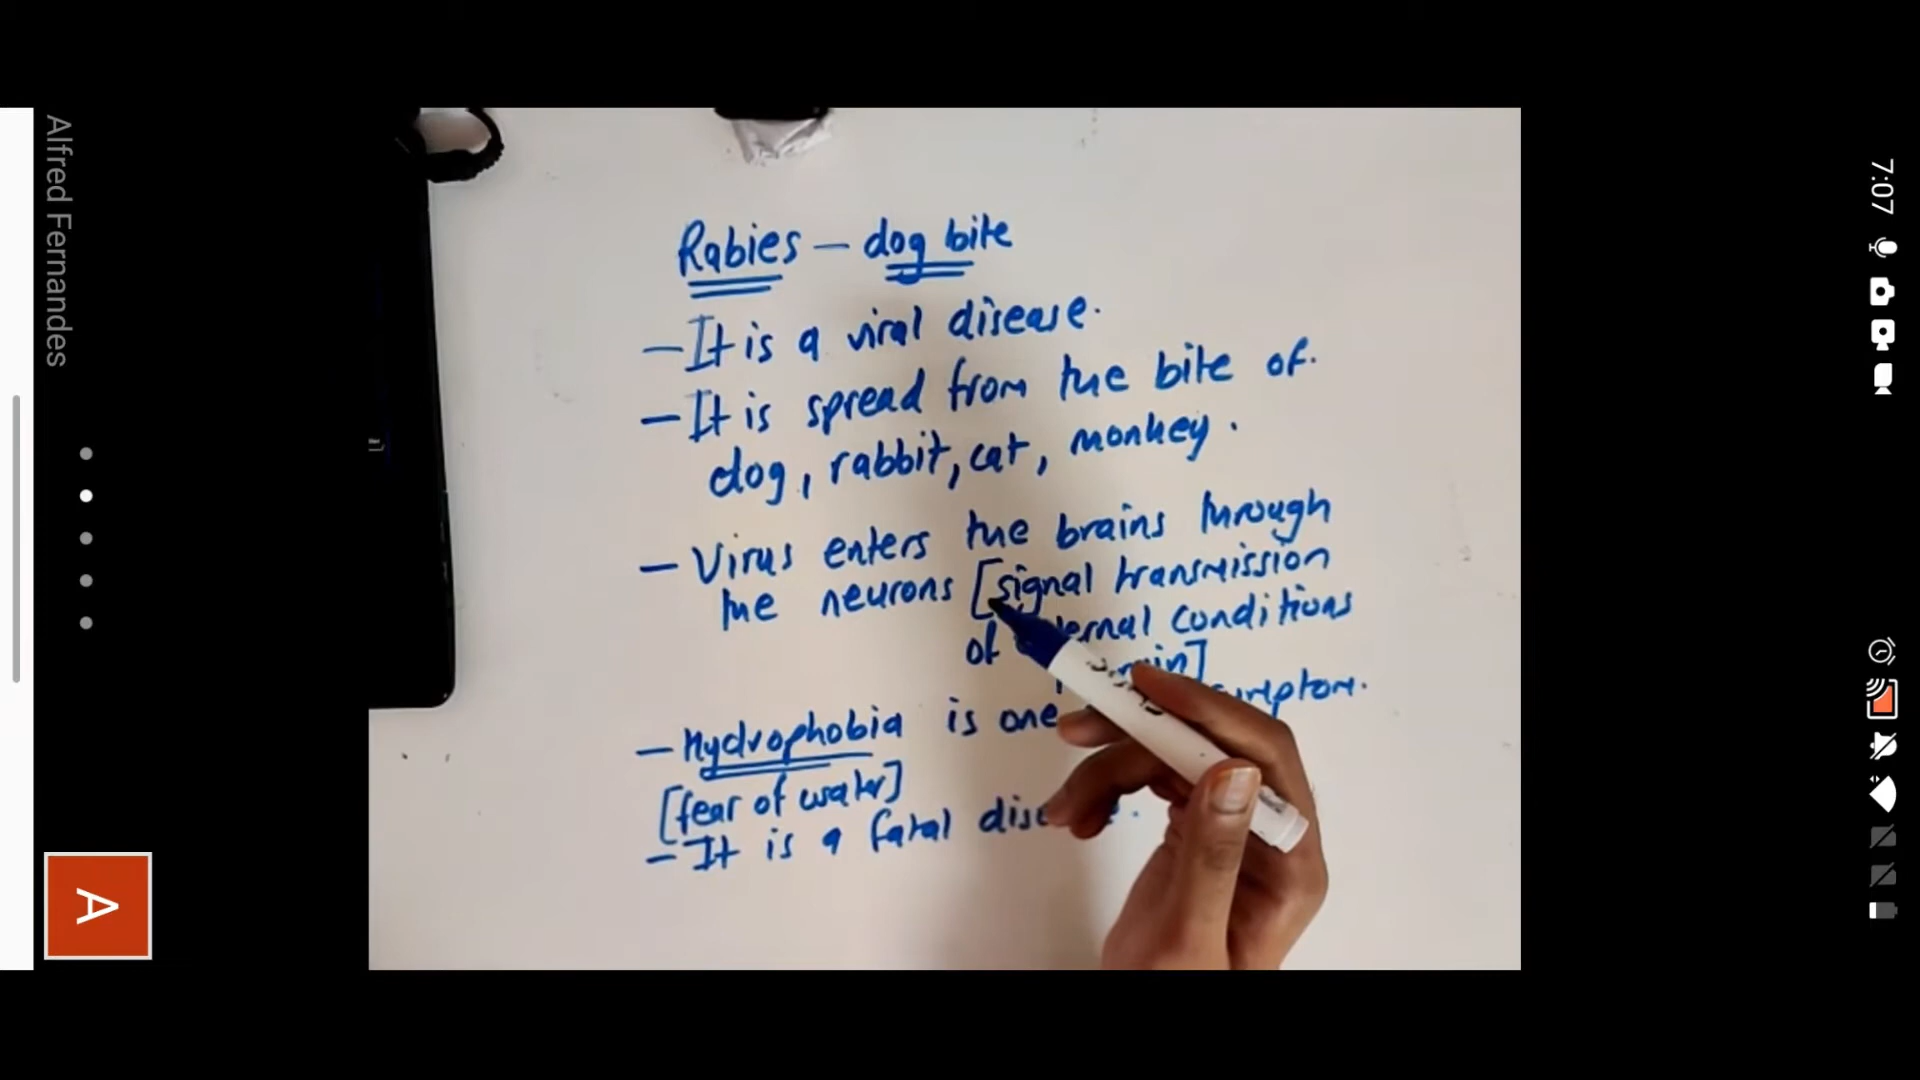 Alfred Fernandes
7:07
Rabies – dog bite
– It is a viral disease.
– It is spread from the bite of.
dog, rabbit, cat, monkey.
– Virus enters the brains through
the neurons [signal transmission
of conditions
– Hydrophobia is one
[fear of water]
– It is a fatal
A